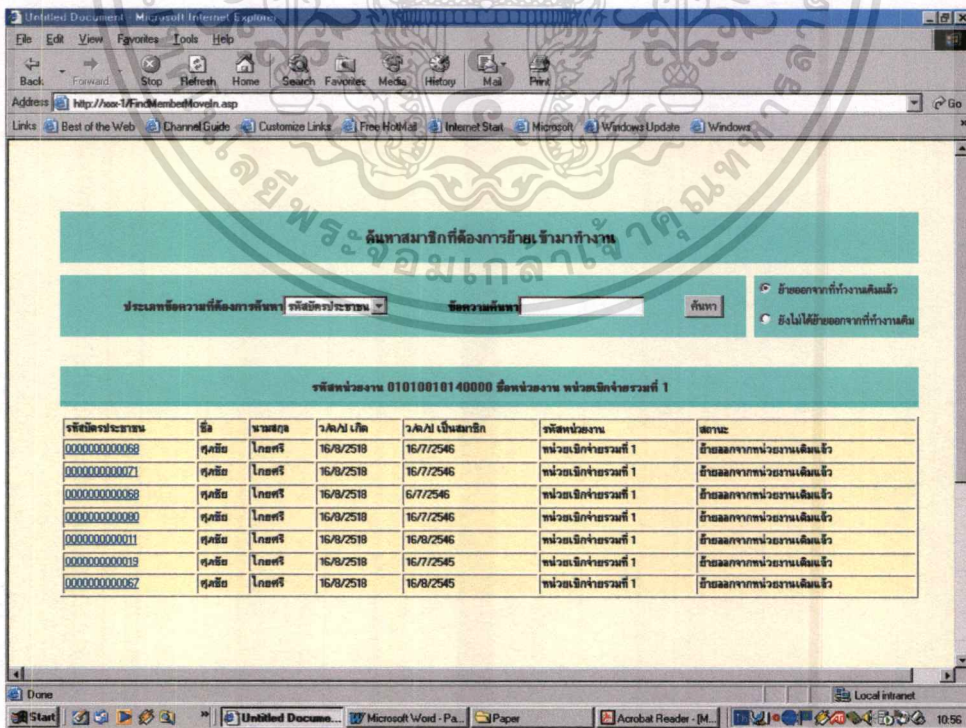 Untitled Document - Microsoft Internet Explorer
File Edit View Favorites Tools Help
Back Forward Stop Refresh Home Search Favorites Media History Mail Print
Address http://xxx-1/FindMemberMoveIn.asp Go
Links Best of the Web Channel Guide Customize Links Free HotMail Internet Start Microsoft Windows Update Windows
ค้นหาสมาชิกที่ต้องการย้ายเข้ามาทำงาน
ประเภทข้อความที่ต้องการค้นหา รหัสบัตรประชาชน ข้อความค้นหา ค้นหา
ย้ายออกจากที่ทำงานเดิมแล้ว
ยังไม่ได้ย้ายออกจากที่ทำงานเดิม
รหัสหน่วยงาน 01010010140000 ชื่อหน่วยงาน หน่วยเบิกจ่ายรวมที่ 1
รหัสบัตรประชาชน ชื่อ นามสกุล ว/ด/ป เกิด ว/ด/ป เป็นสมาชิก รหัสหน่วยงาน สถานะ
0000000000068 ศุภชัย ไกยศรี 16/8/2518 16/7/2546 หน่วยเบิกจ่ายรวมที่ 1 ย้ายออกจากหน่วยงานเดิมแล้ว
0000000000071 ศุภชัย ไกยศรี 16/8/2518 16/7/2546 หน่วยเบิกจ่ายรวมที่ 1 ย้ายออกจากหน่วยงานเดิมแล้ว
0000000000068 ศุภชัย ไกยศรี 16/8/2518 6/7/2546 หน่วยเบิกจ่ายรวมที่ 1 ย้ายออกจากหน่วยงานเดิมแล้ว
0000000000080 ศุภชัย ไกยศรี 16/9/2518 16/7/2546 หน่วยเบิกจ่ายรวมที่ 1 ย้ายออกจากหน่วยงานเดิมแล้ว
0000000000011 ศุภชัย ไกยศรี 16/8/2518 16/8/2546 หน่วยเบิกจ่ายรวมที่ 1 ย้ายออกจากหน่วยงานเดิมแล้ว
0000000000019 ศุภชัย ไกยศรี 16/8/2518 16/7/2545 หน่วยเบิกจ่ายรวมที่ 1 ย้ายออกจากหน่วยงานเดิมแล้ว
0000000000067 ศุภชัย ไกยศรี 16/8/2518 16/8/2545 หน่วยเบิกจ่ายรวมที่ 1 ย้ายออกจากหน่วยงานเดิมแล้ว
Done Local intranet
Start Untitled Docume... Microsoft Word - Pa... Paper Acrobat Reader - [M... 10:56